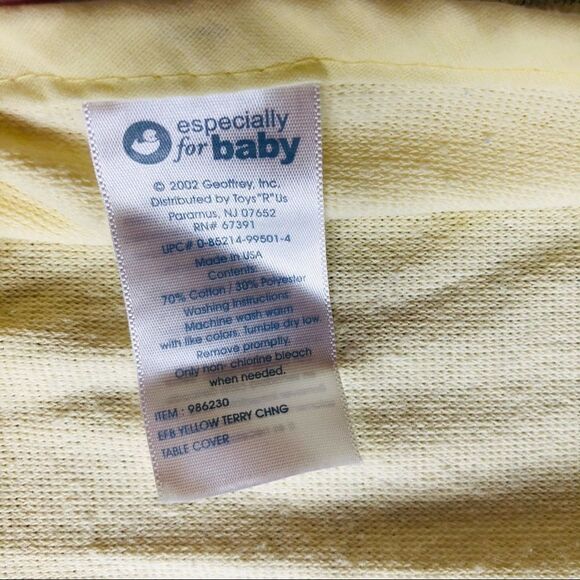 especially
for baby
© 2002 Geoffrey, Inc.
Distributed by Toys"R"Us
Paramus, NJ 07652
RN# 67391
UPC# 0-85214-99501-4
Made in USA
Contents:
70% Cotton / 30% Polyester
Washing Instructions:
Machine wash warm
with like colors. Tumble dry low
Remove promptly.
Only non- chlorine bleach
when needed.
ITEM : 986230
EFB YELLOW TERRY CHNG
TABLE COVER